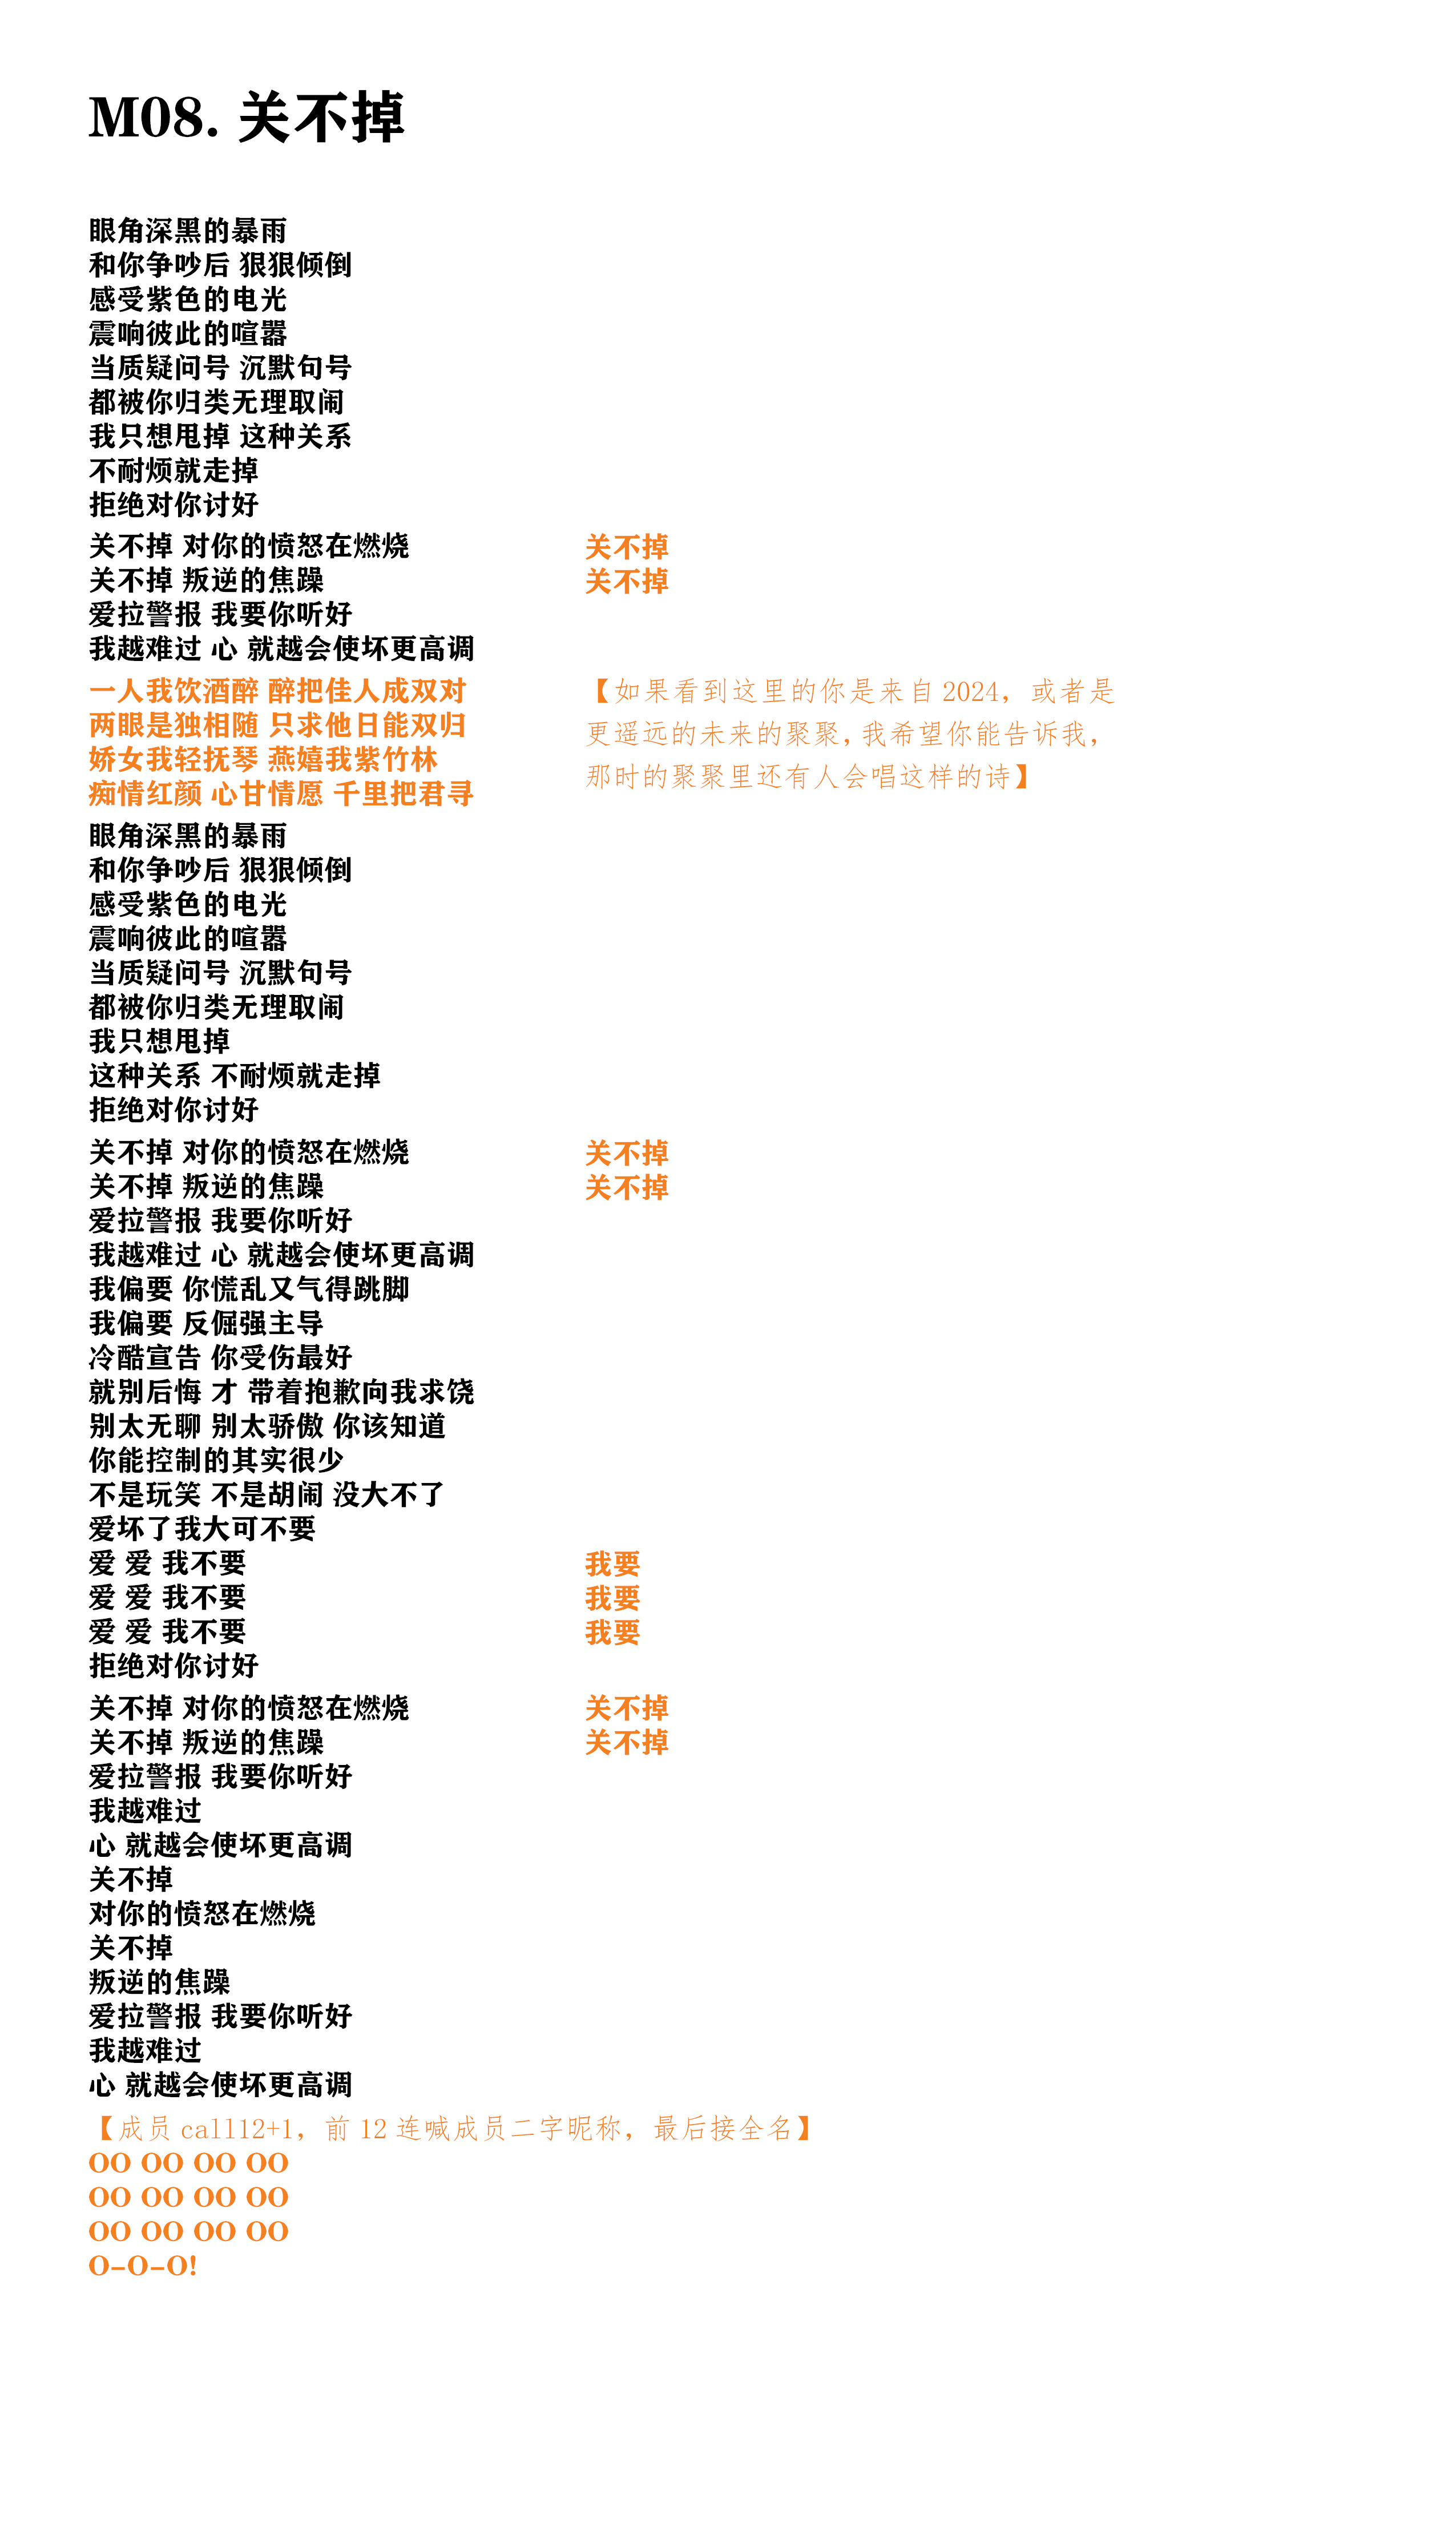 M08. 关不掉
眼角深黑的暴雨
和你争吵后 狠狠倾倒
感受紫色的电光
震响彼此的喧嚣
当质疑问号 沉默句号
都被你归类无理取闹
我只想甩掉 这种关系
不耐烦就走掉
拒绝对你讨好
关不掉 对你的愤怒在燃烧 关不掉
关不掉 叛逆的焦躁 关不掉
爱拉警报 我要你听好
我越难过 心 就越会使坏更高调
一人我饮酒醉 醉把佳人成双对
两眼是独相随 只求他日能双归
娇女我轻抚琴 燕嬉我紫竹林
痴情红颜 心甘情愿 千里把君寻
【如果看到这里的你是来自 2024，或者是
更遥远的未来的聚聚，我希望你能告诉我，
那时的聚聚里还有人会唱这样的诗】
眼角深黑的暴雨
和你争吵后 狠狠倾倒
感受紫色的电光
震响彼此的喧嚣
当质疑问号 沉默句号
都被你归类无理取闹
我只想甩掉
这种关系 不耐烦就走掉
拒绝对你讨好
关不掉 对你的愤怒在燃烧 关不掉
关不掉 叛逆的焦躁 关不掉
爱拉警报 我要你听好
我越难过 心 就越会使坏更高调
我偏要 你慌乱又气得跳脚
我偏要 反倔强主导
冷酷宣告 你受伤最好
就别后悔 才 带着抱歉向我求饶
别太无聊 别太骄傲 你该知道
你能控制的其实很少
不是玩笑 不是胡闹 没大不了
爱坏了我大可不要
爱 爱 我不要 我要
爱 爱 我不要 我要
爱 爱 我不要 我要
拒绝对你讨好
关不掉 对你的愤怒在燃烧 关不掉
关不掉 叛逆的焦躁 关不掉
爱拉警报 我要你听好
我越难过
心 就越会使坏更高调
关不掉
对你的愤怒在燃烧
关不掉
叛逆的焦躁
爱拉警报 我要你听好
我越难过
心 就越会使坏更高调
【成员 call12+1，前 12 连喊成员二字昵称，最后接全名】
OO OO OO OO
OO OO OO OO
OO OO OO OO
O-O-O!